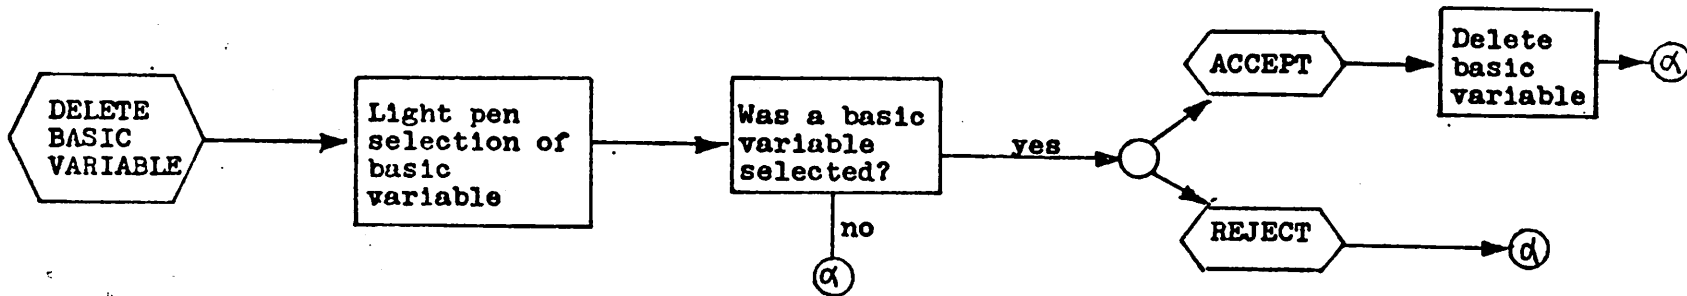 DELETE
BASIC
VARIABLE
Light pen
selection of
basic
variable
Was a basic
variable
selected?
no
α
yes
ACCEPT
Delete
basic
variable
α
REJECT
α